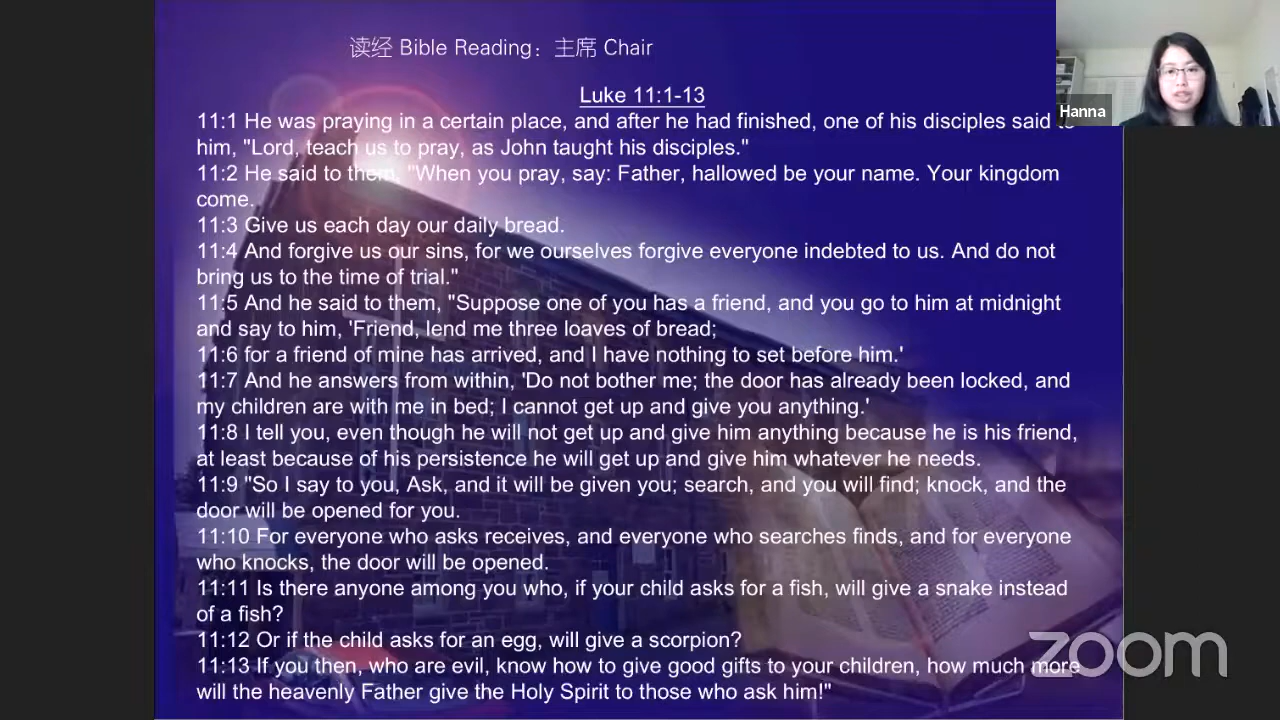 读经 Bible Reading：主席 Chair
Hanna
Luke 11:1-13
11:1 He was praying in a certain place, and after he had finished, one of his disciples said to
him, "Lord, teach us to pray, as John taught his disciples."
11:2 He said to them, "When you pray, say: Father, hallowed be your name. Your kingdom
come.
11:3 Give us each day our daily bread.
11:4 And forgive us our sins, for we ourselves forgive everyone indebted to us. And do not
bring us to the time of trial."
11:5 And he said to them, "Suppose one of you has a friend, and you go to him at midnight
and say to him, 'Friend, lend me three loaves of bread;
11:6 for a friend of mine has arrived, and I have nothing to set before him.'
11:7 And he answers from within, 'Do not bother me; the door has already been locked, and
my children are with me in bed; I cannot get up and give you anything.'
11:8 I tell you, even though he will not get up and give him anything because he is his friend,
at least because of his persistence he will get up and give him whatever he needs.
11:9 "So I say to you, Ask, and it will be given you; search, and you will find; knock, and the
door will be opened for you.
11:10 For everyone who asks receives, and everyone who searches finds, and for everyone
who knocks, the door will be opened.
11:11 Is there anyone among you who, if your child asks for a fish, will give a snake instead
of a fish?
11:12 Or if the child asks for an egg, will give a scorpion?
11:13 If you then, who are evil, know how to give good gifts to your children, how much more
will the heavenly Father give the Holy Spirit to those who ask him!"
zoom